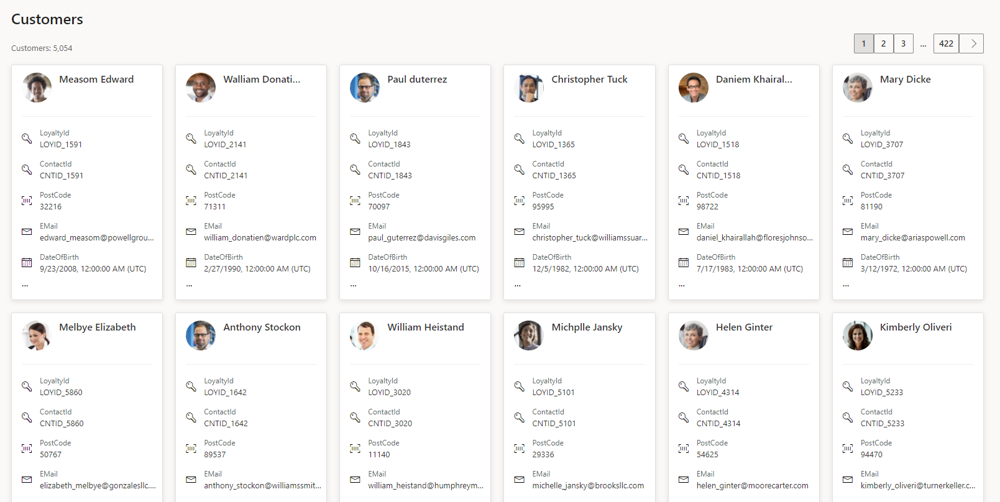 Customers
Customers: 5,054
1 2 3 ... 422
Measom Edward
LoyaltyId
LOYID_1591
ContactId
CNTID_1591
PostCode
32216
EMail
edward_measom@powellgrou...
DateOfBirth
9/23/2008, 12:00:00 AM (UTC)
...
Walliam Donati...
LoyaltyId
LOYID_2141
ContactId
CNTID_2141
PostCode
71311
EMail
william_donatien@wardplc.com
DateOfBirth
2/27/1990, 12:00:00 AM (UTC)
...
Paul duterrez
LoyaltyId
LOYID_1843
ContactId
CNTID_1843
PostCode
70097
EMail
paul_guterrez@davisgiles.com
DateOfBirth
10/16/2015, 12:00:00 AM (UTC)
...
Christopher Tuck
LoyaltyId
LOYID_1365
ContactId
CNTID_1365
PostCode
95995
EMail
christopher_tuck@williamssuar...
DateOfBirth
12/5/1982, 12:00:00 AM (UTC)
...
Daniem Khairal...
LoyaltyId
LOYID_1518
ContactId
CNTID_1518
PostCode
98722
EMail
daniel_khairallah@floresjohnso...
DateOfBirth
7/17/1983, 12:00:00 AM (UTC)
...
Mary Dicke
LoyaltyId
LOYID_3707
ContactId
CNTID_3707
PostCode
81190
EMail
mary_dicke@ariaspowell.com
DateOfBirth
3/12/1972, 12:00:00 AM (UTC)
...
Melbye Elizabeth
LoyaltyId
LOYID_5860
ContactId
CNTID_5860
PostCode
50767
EMail
elizabeth_melbye@gonzalesllc....
Anthony Stockon
LoyaltyId
LOYID_1642
ContactId
CNTID_1642
PostCode
89537
EMail
anthony_stockon@williamssmit...
William Heistand
LoyaltyId
LOYID_3020
ContactId
CNTID_3020
PostCode
11140
EMail
william_heistand@humphreym...
Michplle Jansky
LoyaltyId
LOYID_5101
ContactId
CNTID_5101
PostCode
29336
EMail
michelle_jansky@brooksllc.com
Helen Ginter
LoyaltyId
LOYID_4314
ContactId
CNTID_4314
PostCode
54625
EMail
helen_ginter@moorecarter.com
Kimberly Oliveri
LoyaltyId
LOYID_5233
ContactId
CNTID_5233
PostCode
94470
EMail
kimberly_oliveri@turnerkeller.c...